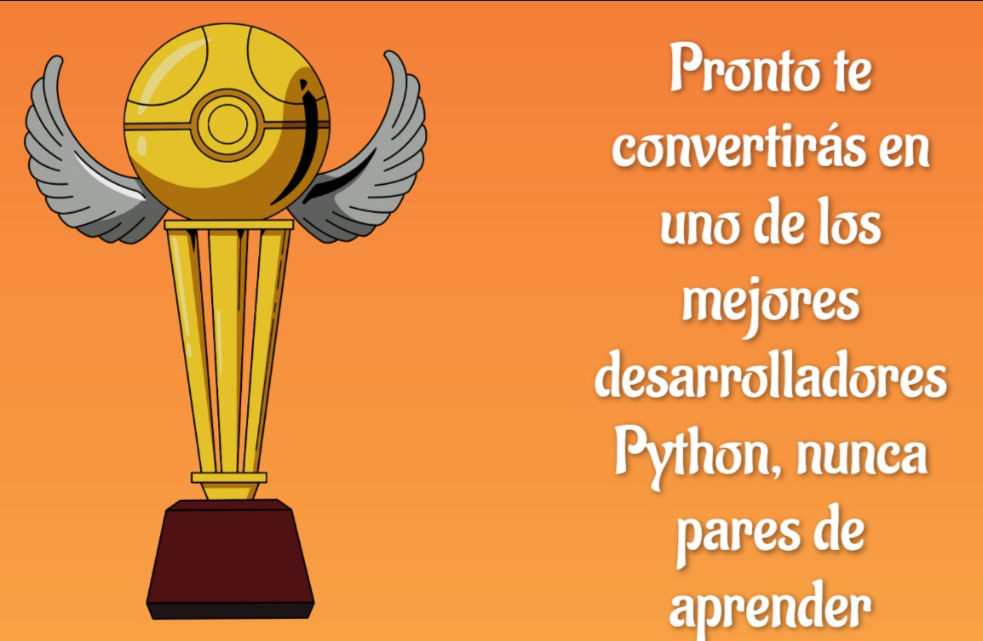 Pronto te
convertirás en
uno de los
mejores
desarrolladores
Python, nunca
pares de
aprender